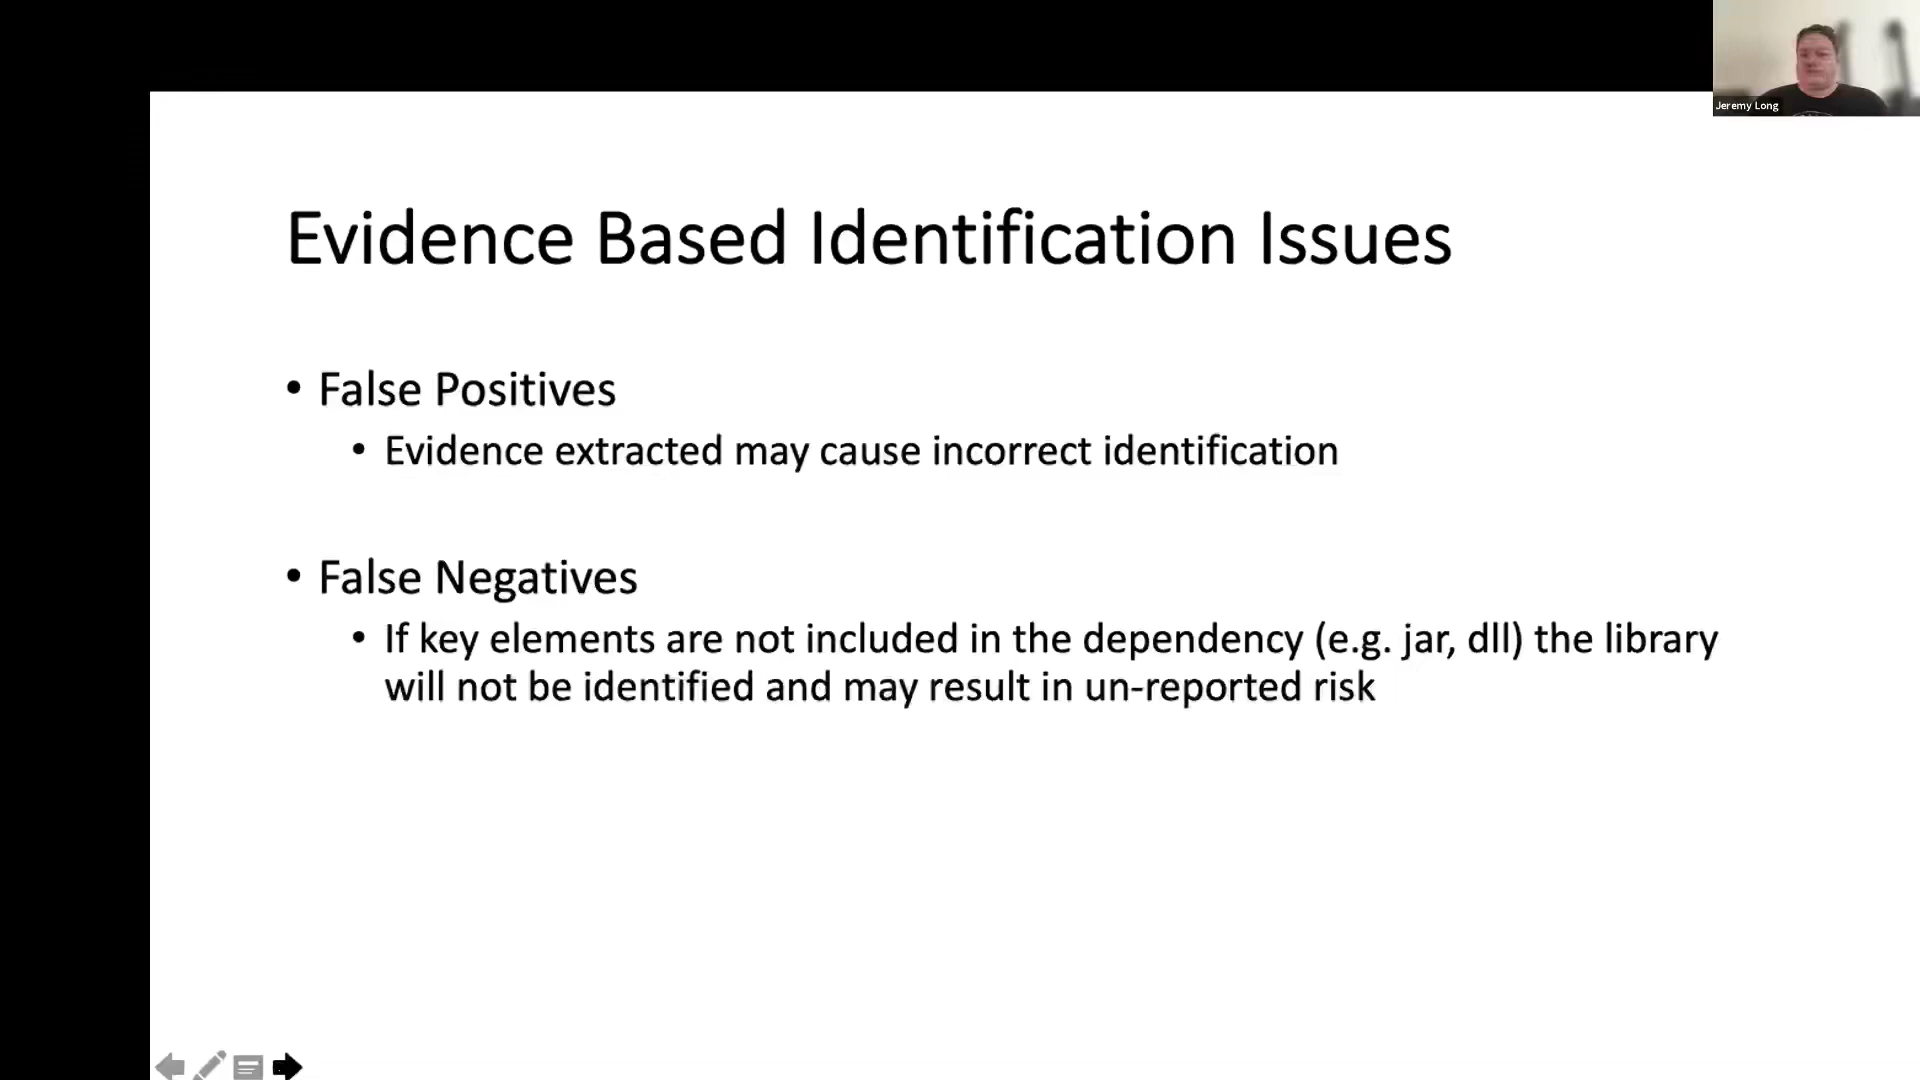 Jeremy Long
Evidence Based Identification Issues
• False Positives
• Evidence extracted may cause incorrect identification
• False Negatives
• If key elements are not included in the dependency (e.g. jar, dll) the library
will not be identified and may result in un-reported risk